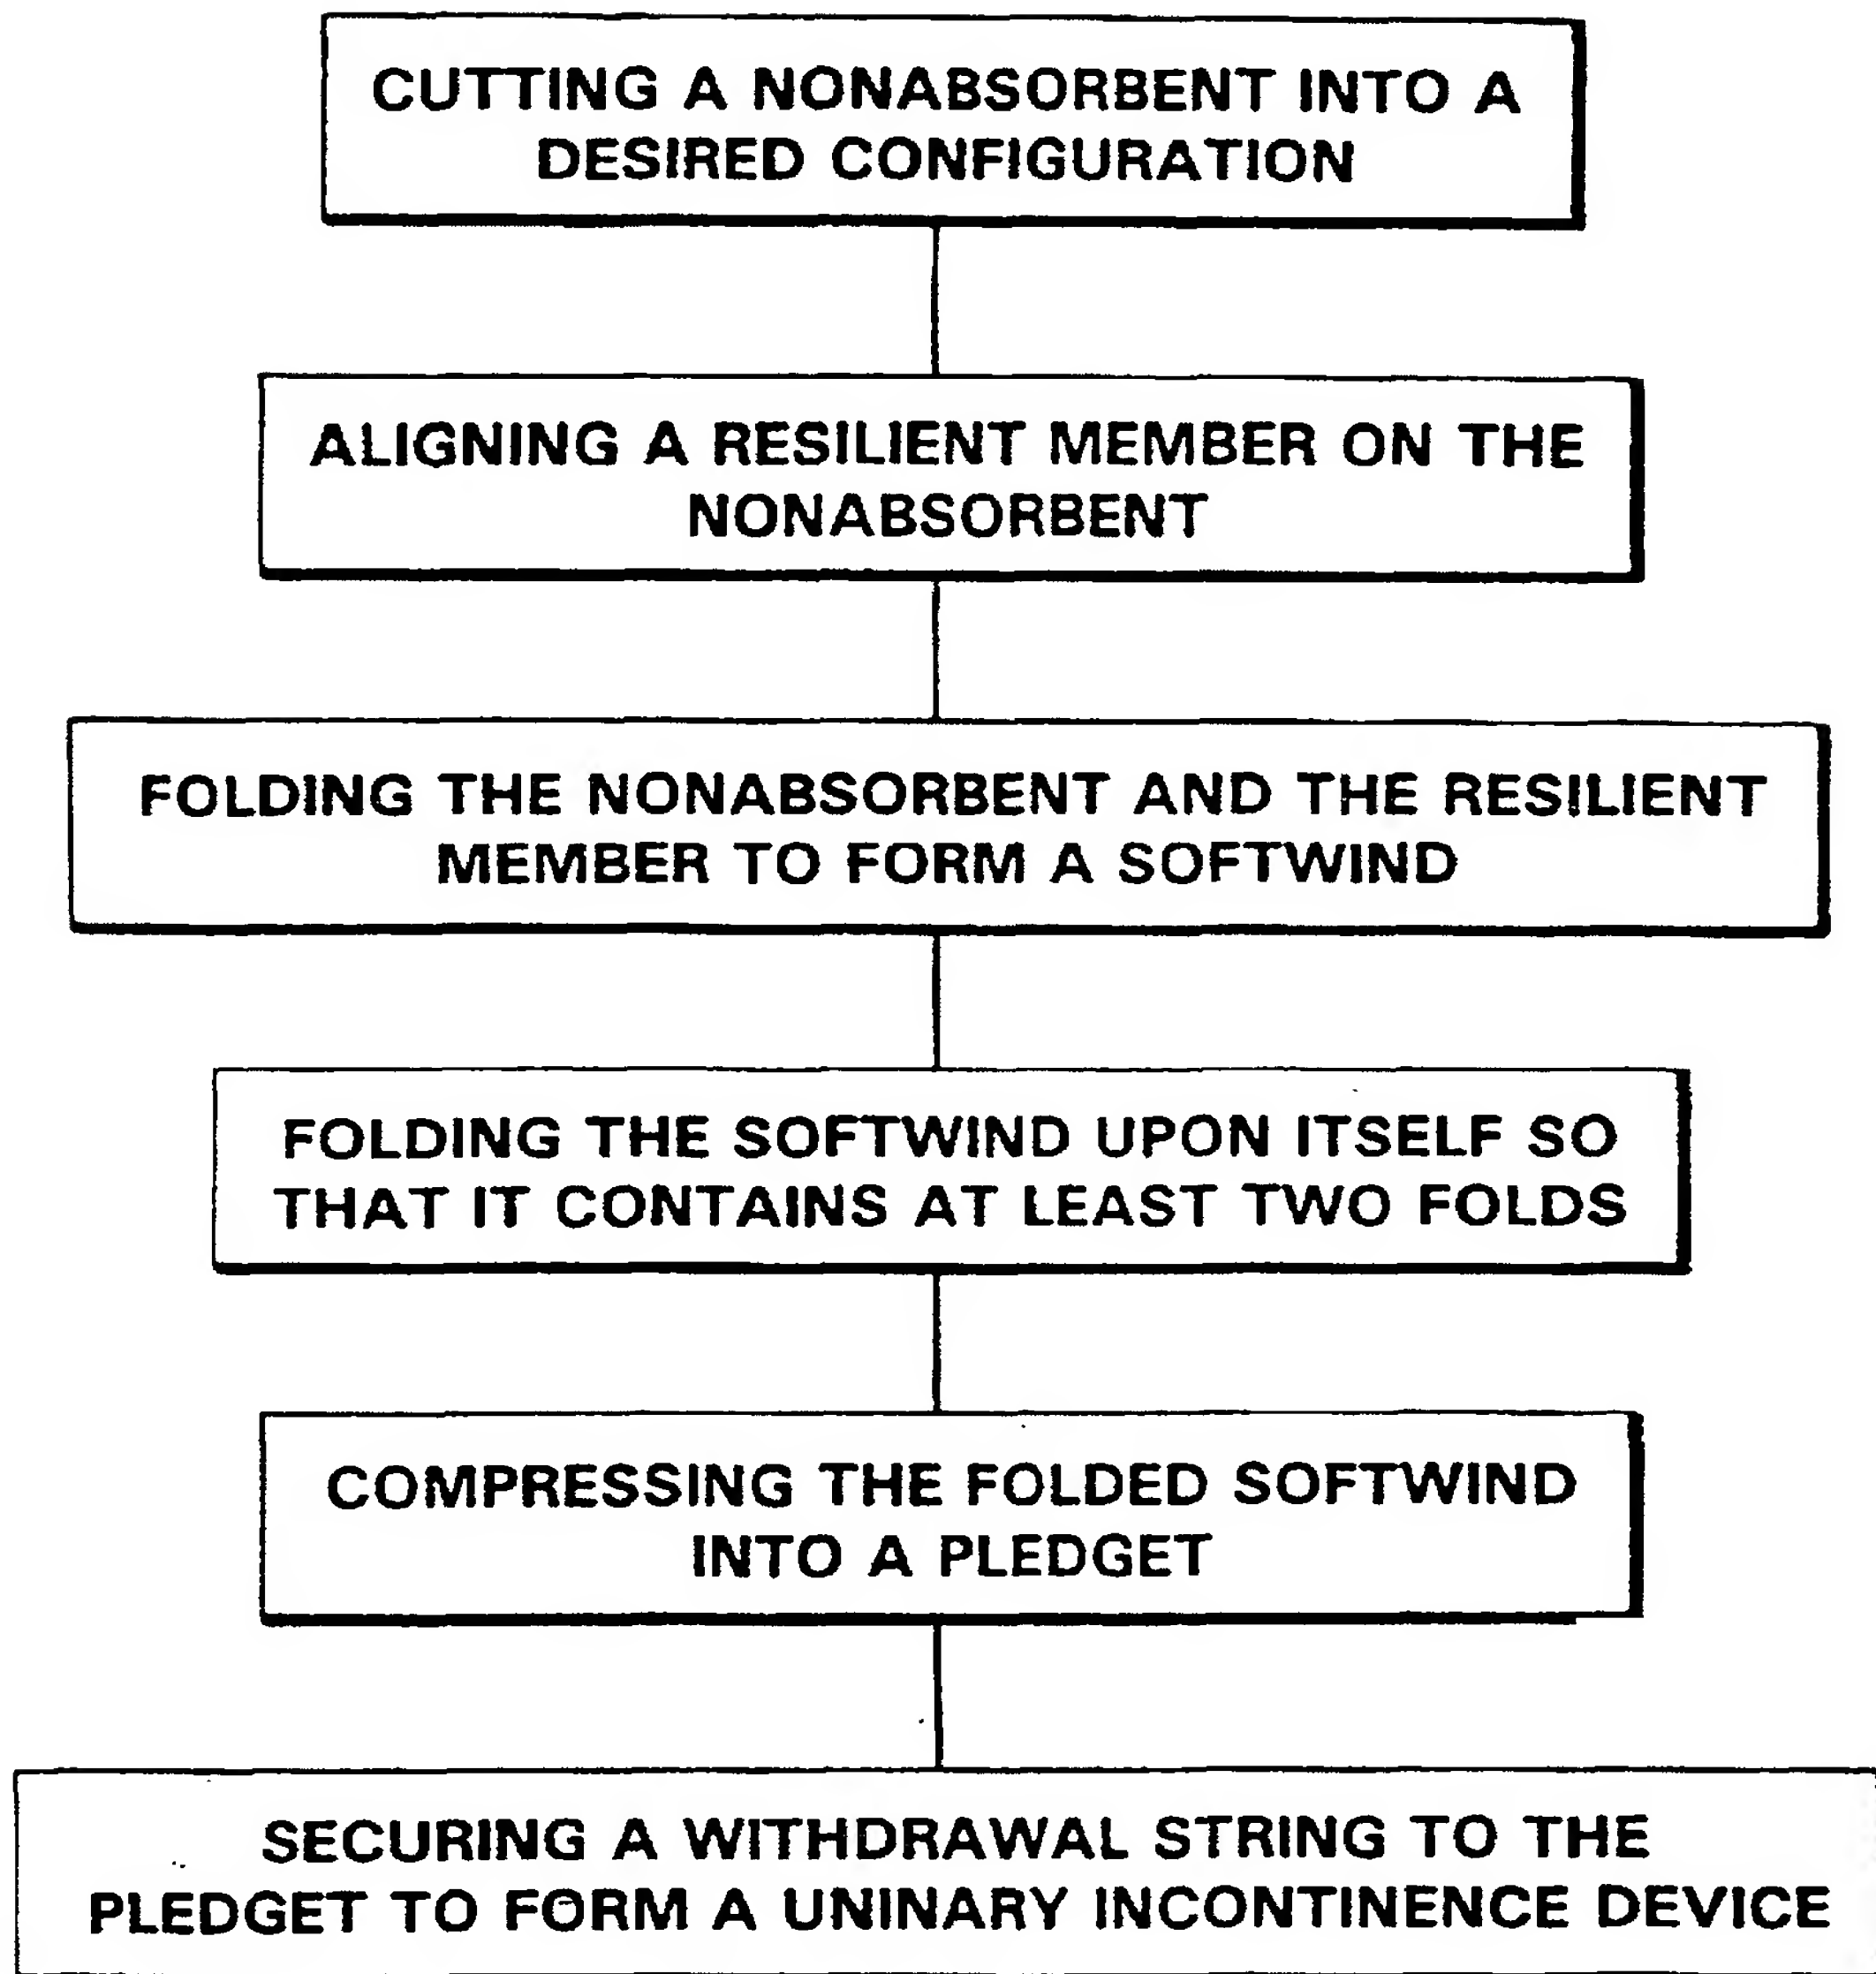 CUTTING A NONABSORBENT INTO A
DESIRED CONFIGURATION
ALIGNING A RESILIENT MEMBER ON THE
NONABSORBENT
FOLDING THE NONABSORBENT AND THE RESILIENT
MEMBER TO FORM A SOFTWIND
FOLDING THE SOFTWIND UPON ITSELF SO
THAT IT CONTAINS AT LEAST TWO FOLDS
COMPRESSING THE FOLDED SOFTWIND
INTO A PLEDGET
SECURING A WITHDRAWAL STRING TO THE
PLEDGET TO FORM A UNINARY INCONTINENCE DEVICE